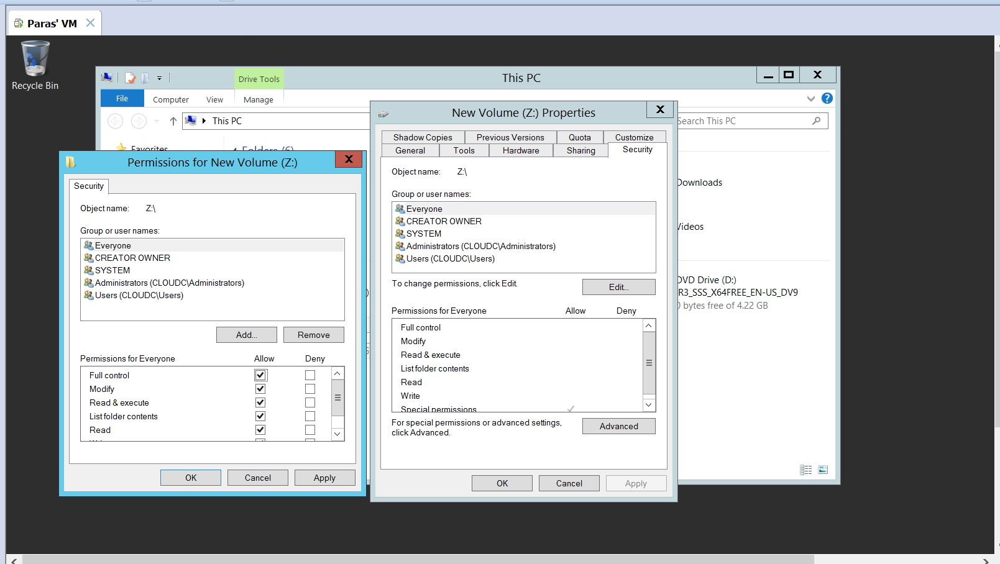 Paras' VM
Recycle Bin
Drive Tools
This PC
File
Computer
View
Manage
This PC
Search This PC
Favorites
Folders (6)
Downloads
Videos
DVD Drive (D:)
R3_SSS_X64FREE_EN-US_DV9
0 bytes free of 4.22 GB
Permissions for New Volume (Z:)
Security
Object name: Z:\
Group or user names:
Everyone
CREATOR OWNER
SYSTEM
Administrators (CLOUDC\Administrators)
Users (CLOUDC\Users)
Add...
Remove
Permissions for Everyone
Allow
Deny
Full control
Modify
Read & execute
List folder contents
Read
OK
Cancel
Apply
New Volume (Z:) Properties
Shadow Copies
Previous Versions
Quota
Customize
General
Tools
Hardware
Sharing
Security
Object name: Z:\
Group or user names:
Everyone
CREATOR OWNER
SYSTEM
Administrators (CLOUDC\Administrators)
Users (CLOUDC\Users)
To change permissions, click Edit.
Edit...
Permissions for Everyone
Allow
Deny
Full control
Modify
Read & execute
List folder contents
Read
Write
Special permissions
For special permissions or advanced settings,
click Advanced.
Advanced
OK
Cancel
Apply